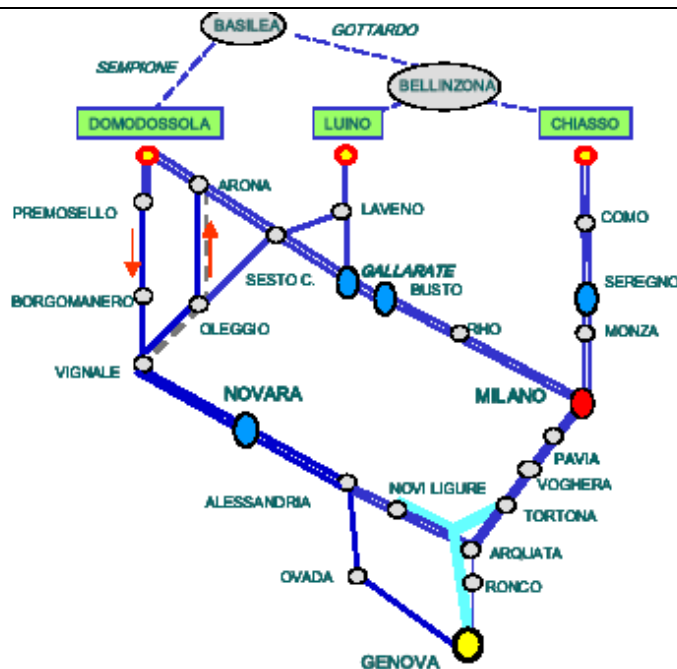 BASILEA
GOTTARDO
SEMPIONE
BELLINZONA
DOMODOSSOLA
LUINO
CHIASSO
ARONA
PREMOSELLO
LAVENO
COMO
SESTO C.
GALLARATE
BUSTO
SEREGNO
BORGOMANERO
OLEGGIO
RHO
MONZA
VIGNALE
NOVARA
MILANO
PAVIA
NOVI LIGURE
VOGHERA
ALESSANDRIA
TORTONA
ARQUATA
OVADA
RONCO
GENOVA